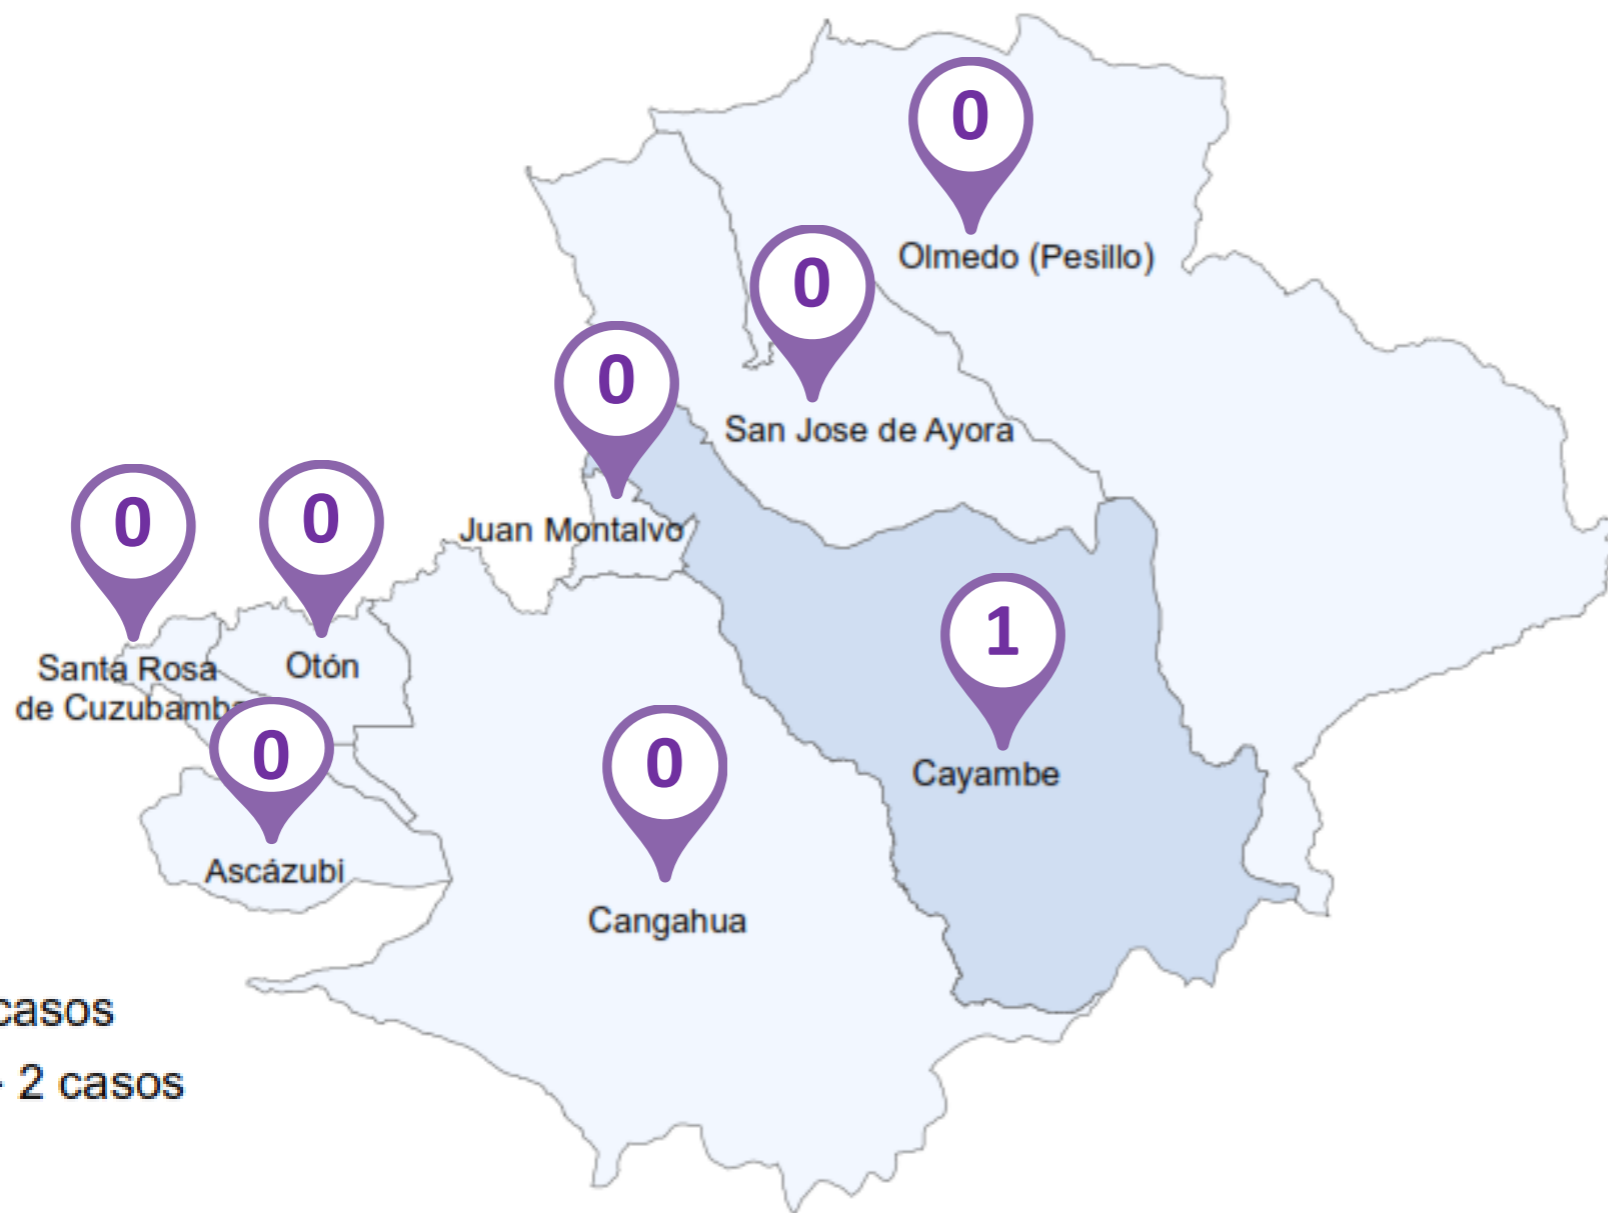 0
Olmedo (Pesillo)
0
San Jose de Ayora
0
Juan Montalvo
0
Santa Rosa
de Cuzubamba
0
Otón
1
Cayambe
0
Ascázubi
0
Cangahua
casos
- 2 casos